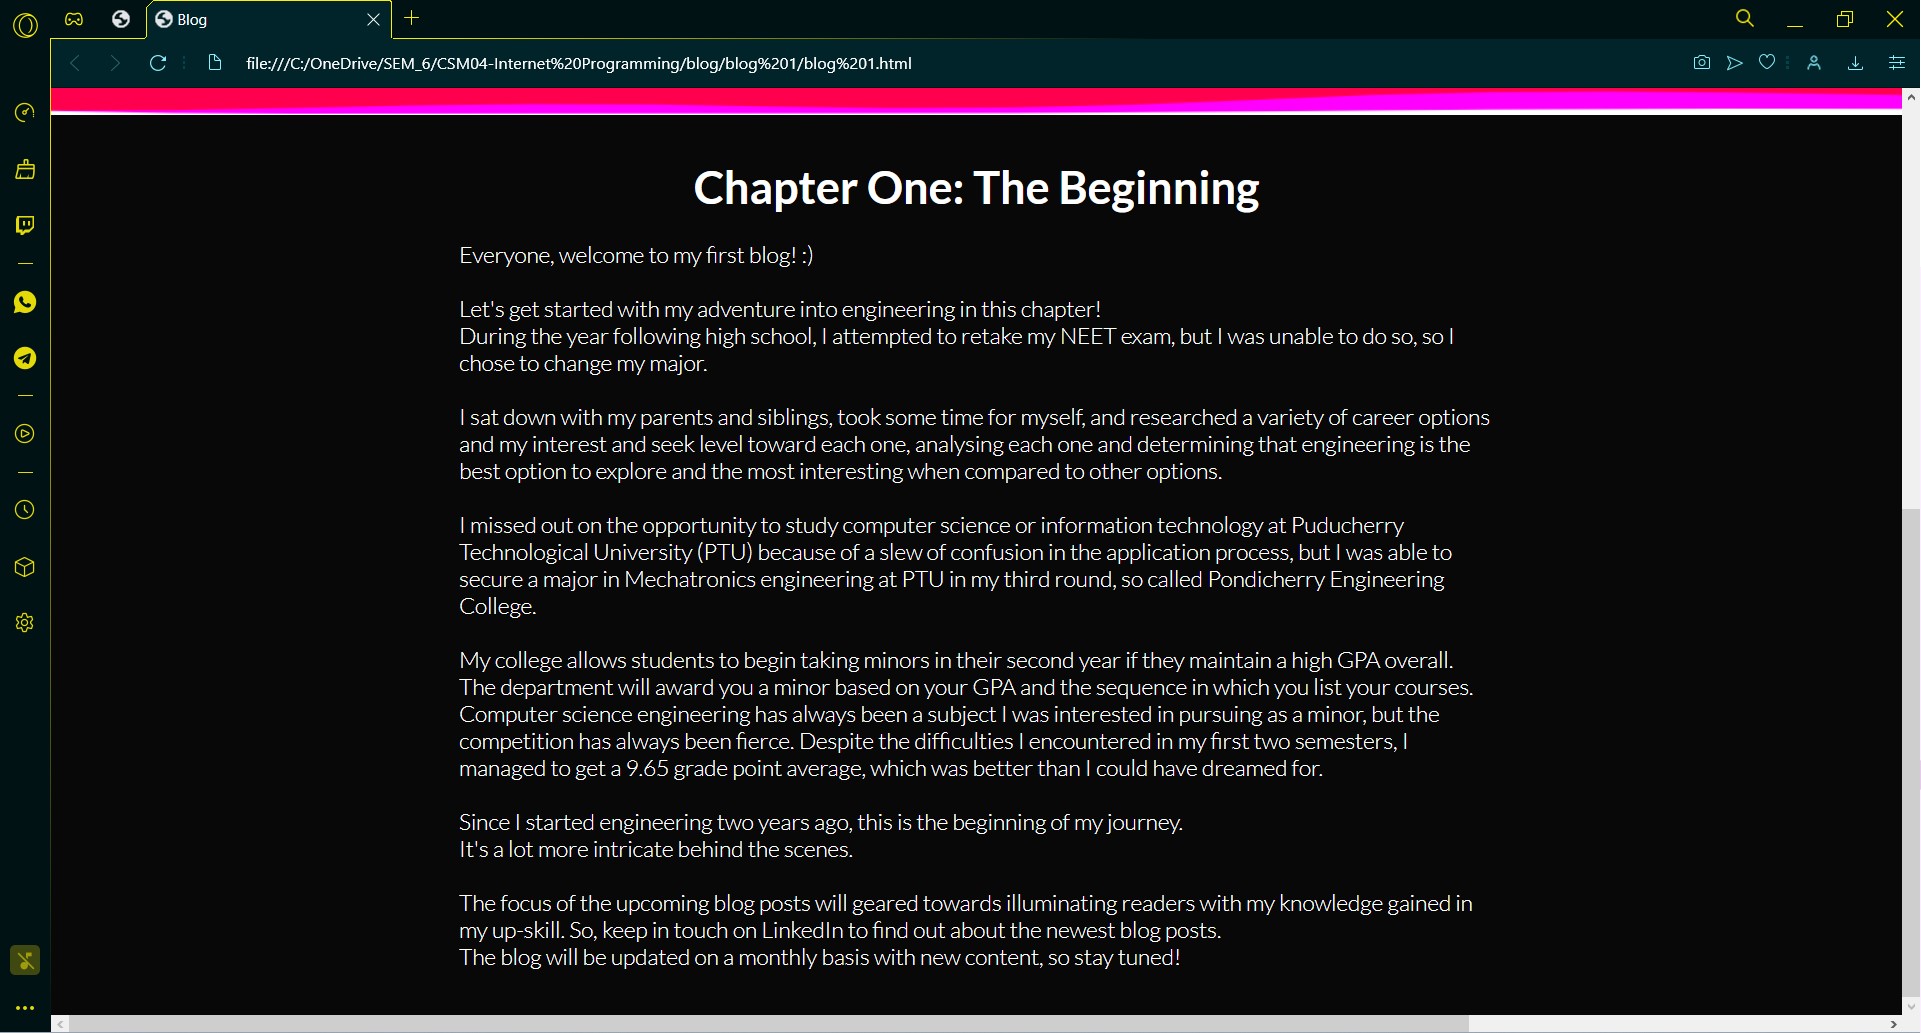 Blog
file:///C:/OneDrive/SEM_6/CSM04-Internet%20Programming/blog/blog%201/blog%201.html
Chapter One: The Beginning
Everyone, welcome to my first blog! :)
Let's get started with my adventure into engineering in this chapter!
During the year following high school, I attempted to retake my NEET exam, but I was unable to do so, so I
chose to change my major.
I sat down with my parents and siblings, took some time for myself, and researched a variety of career options
and my interest and seek level toward each one, analysing each one and determining that engineering is the
best option to explore and the most interesting when compared to other options.
I missed out on the opportunity to study computer science or information technology at Puducherry
Technological University (PTU) because of a slew of confusion in the application process, but I was able to
secure a major in Mechatronics engineering at PTU in my third round, so called Pondicherry Engineering
College.
My college allows students to begin taking minors in their second year if they maintain a high GPA overall.
The department will award you a minor based on your GPA and the sequence in which you list your courses.
Computer science engineering has always been a subject I was interested in pursuing as a minor, but the
competition has always been fierce. Despite the difficulties I encountered in my first two semesters, I
managed to get a 9.65 grade point average, which was better than I could have dreamed for.
Since I started engineering two years ago, this is the beginning of my journey.
It's a lot more intricate behind the scenes.
The focus of the upcoming blog posts will geared towards illuminating readers with my knowledge gained in
my up-skill. So, keep in touch on LinkedIn to find out about the newest blog posts.
The blog will be updated on a monthly basis with new content, so stay tuned!